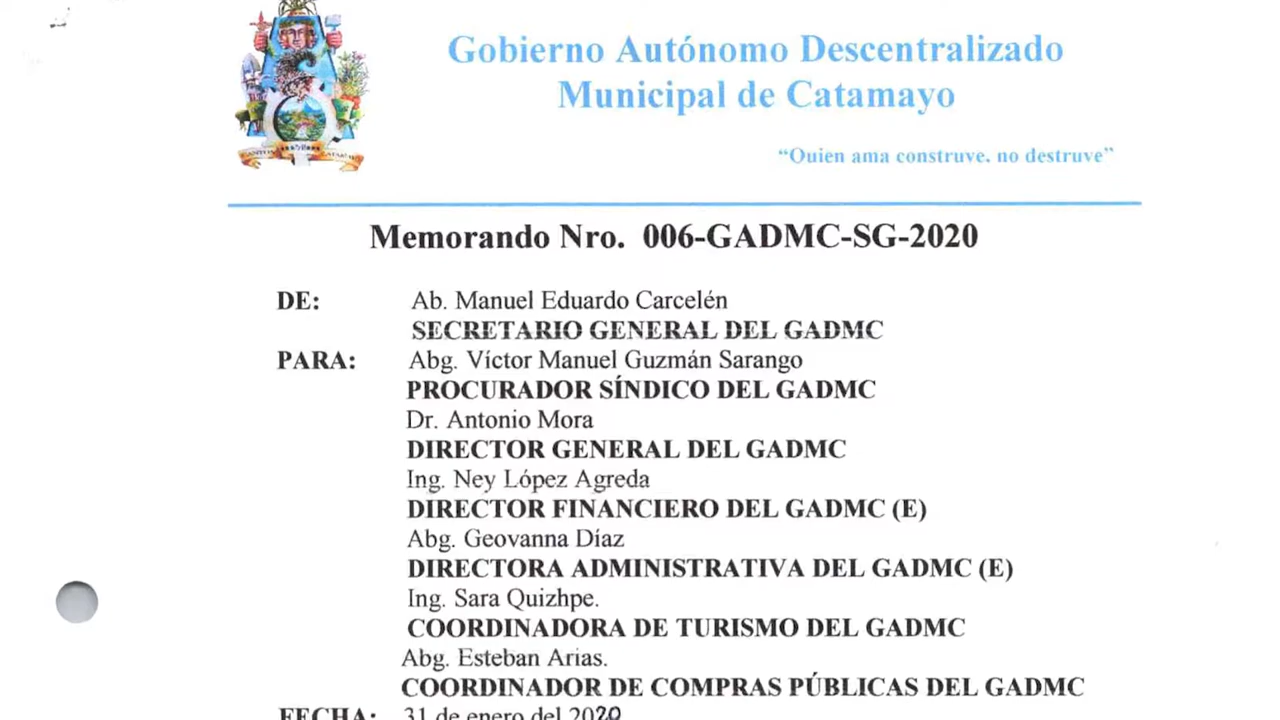 Gobierno Autónomo Descentralizado
Municipal de Catamayo
“Quien ama construye, no destruye”
Memorando Nro. 006-GADMC-SG-2020
DE: Ab. Manuel Eduardo Carcelén
SECRETARIO GENERAL DEL GADMC
PARA: Abg. Víctor Manuel Guzmán Sarango
PROCURADOR SÍNDICO DEL GADMC
Dr. Antonio Mora
DIRECTOR GENERAL DEL GADMC
Ing. Ney López Agreda
DIRECTOR FINANCIERO DEL GADMC (E)
Abg. Geovanna Díaz
DIRECTORA ADMINISTRATIVA DEL GADMC (E)
Ing. Sara Quizhpe.
COORDINADORA DE TURISMO DEL GADMC
Abg. Esteban Arias.
COORDINADOR DE COMPRAS PÚBLICAS DEL GADMC
FECHA: 31 de enero del 2020